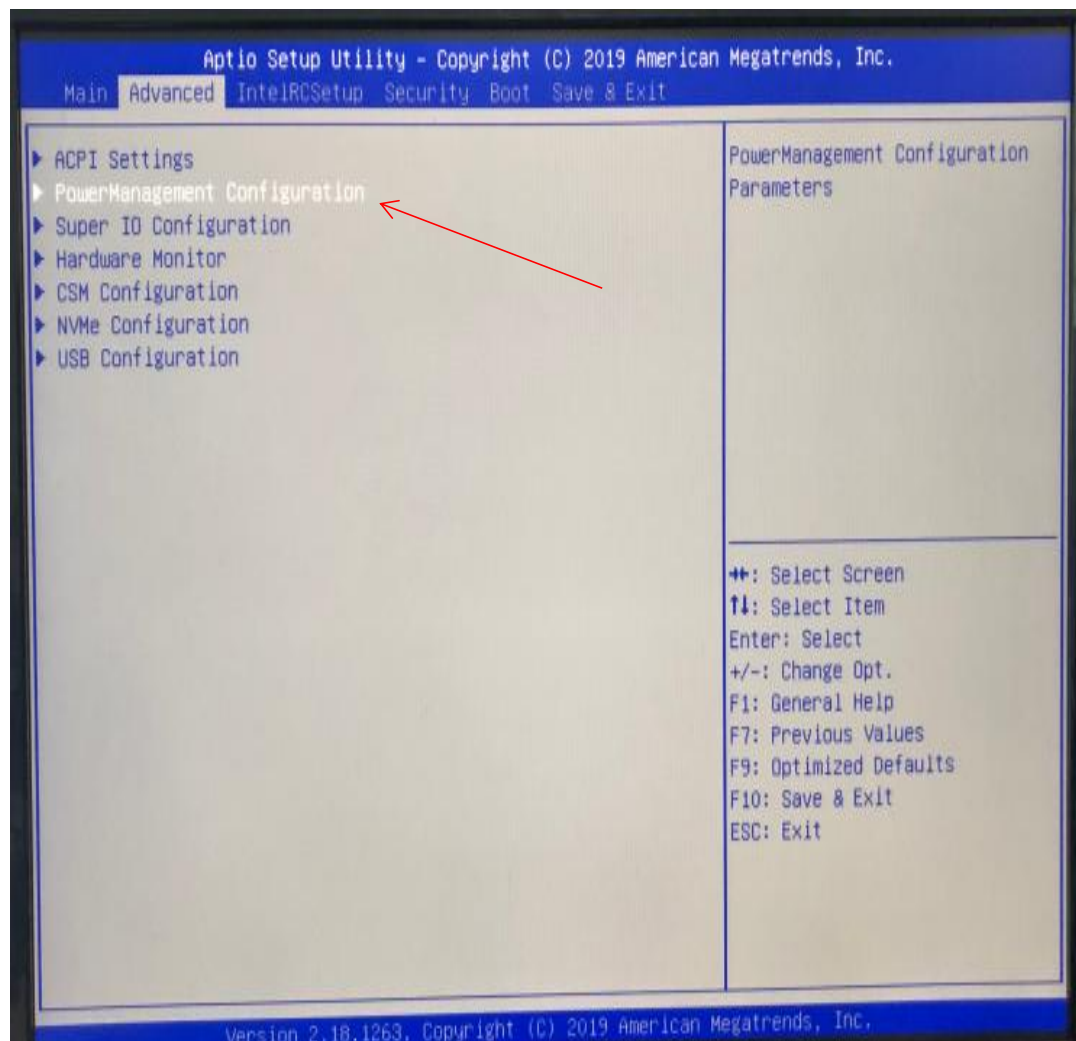 Aptio Setup Utility - Copyright (C) 2019 American Megatrends, Inc.
Main Advanced IntelRCSetup Security Boot Save & Exit
ACPI Settings
PowerManagement Configuration
Super IO Configuration
Hardware Monitor
CSM Configuration
NVMe Configuration
USB Configuration
PowerManagement Configuration
Parameters
→←: Select Screen
↑↓: Select Item
Enter: Select
+/-: Change Opt.
F1: General Help
F7: Previous Values
F9: Optimized Defaults
F10: Save & Exit
ESC: Exit
Version 2.18.1263. Copyright (C) 2019 American Megatrends, Inc.